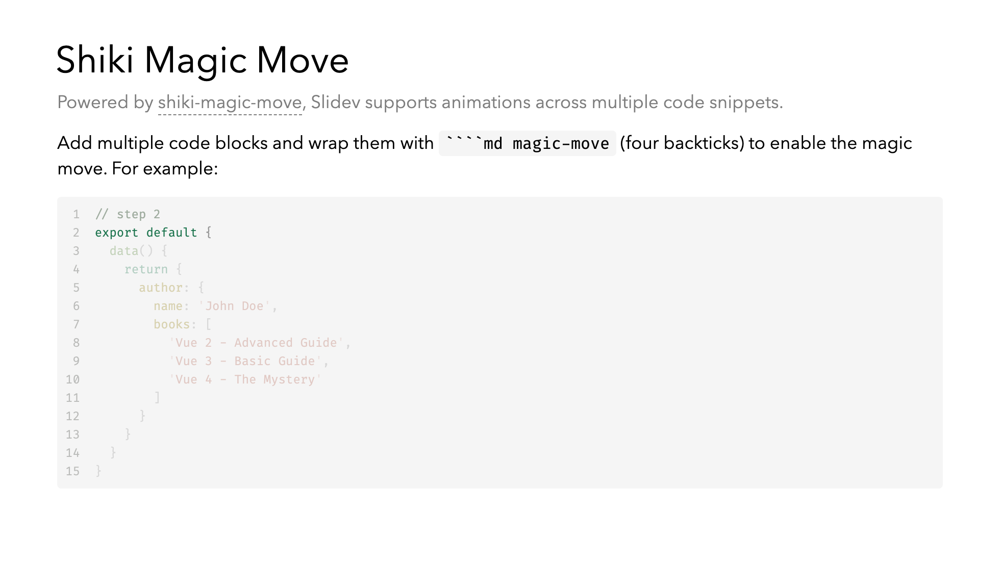 Shiki Magic Move
Powered by shiki-magic-move, Slidev supports animations across multiple code snippets.
Add multiple code blocks and wrap them with ````md magic-move (four backticks) to enable the magic
move. For example:
1 // step 2
2 export default {
3   data() {
4     return {
5       author: {
6         name: 'John Doe',
7         books: [
8           'Vue 2 - Advanced Guide',
9           'Vue 3 - Basic Guide',
10           'Vue 4 - The Mystery'
11         ]
12       }
13     }
14   }
15 }